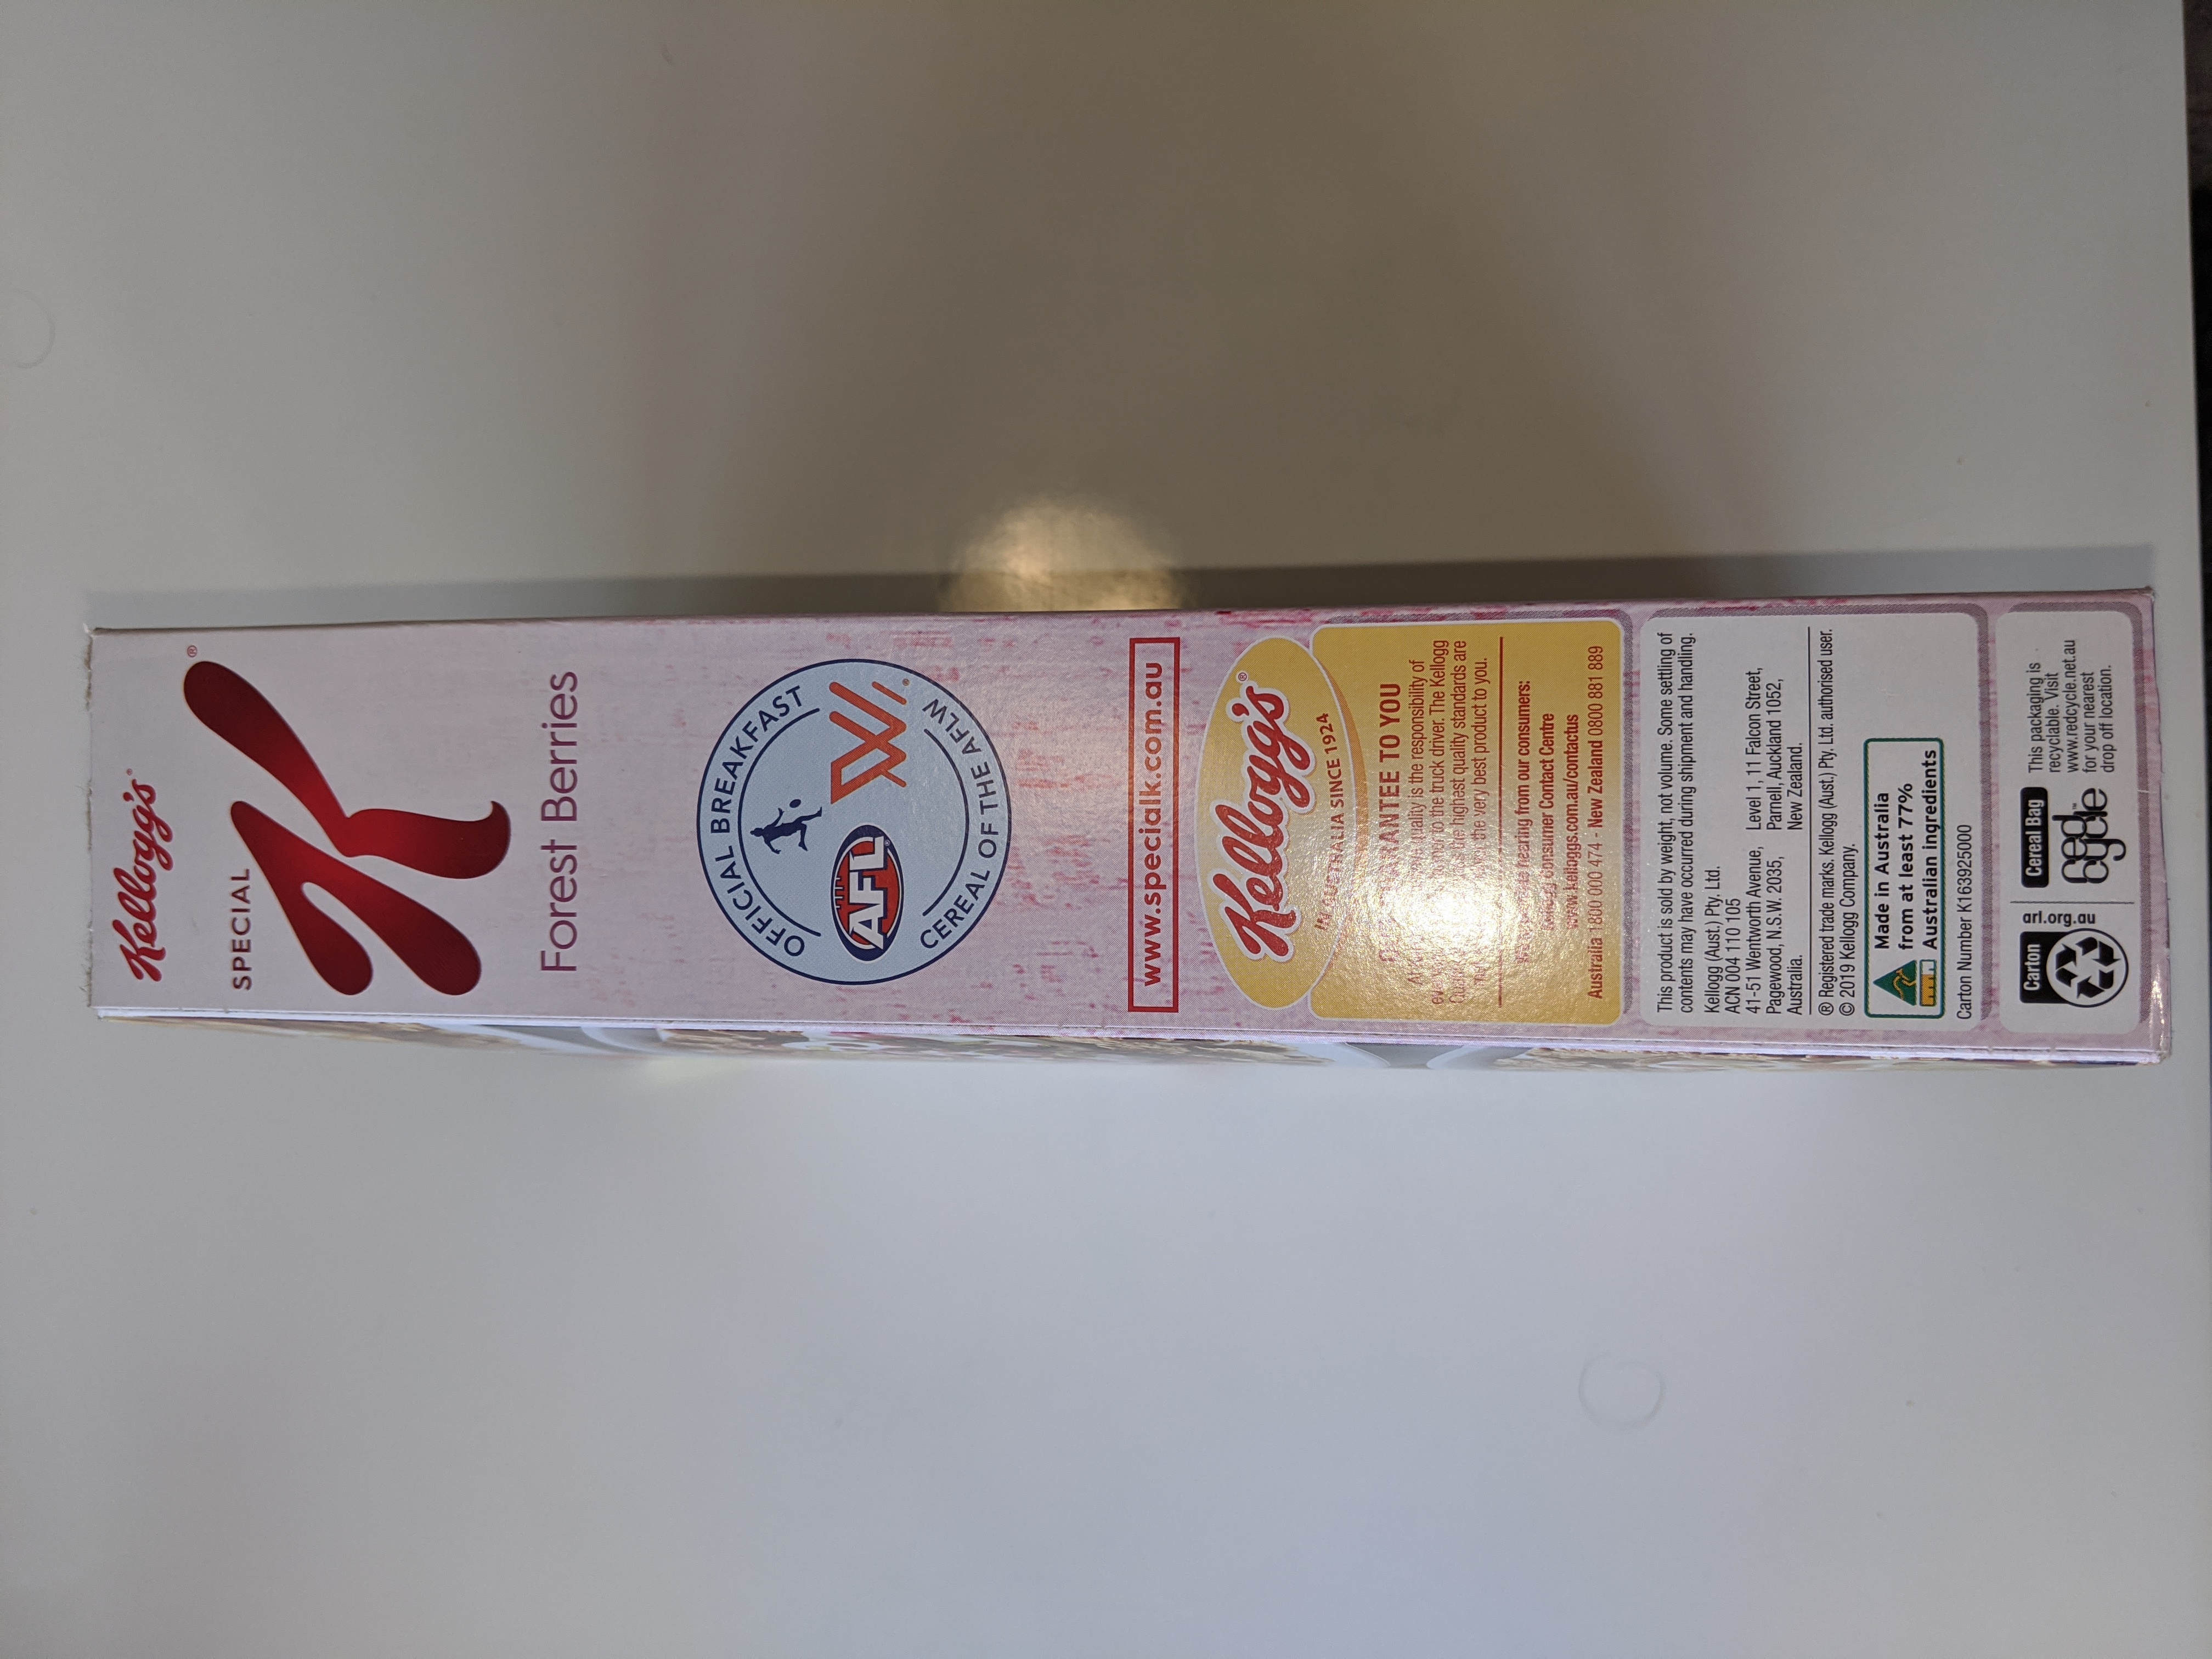 Kellogg's®
SPECIAL
K®
Forest Berries
OFFICIAL BREAKFAST
AFL W®
CEREAL OF THE AFLW
www.specialk.com.au
Kellogg's®
IN AUSTRALIA SINCE 1924
TO YOU
quality is the responsibility of
to the truck driver. The Kellogg
the highest quality standards are
the very best product to you.
hearing from our consumers:
Consumer Contact Centre
www.kelloggs.com.au/contactus
Australia 1800 000 474 - New Zealand 0800 881 889
This product is sold by weight, not volume. Some settling of
contents may have occurred during shipment and handling.
Kellogg (Aust.) Pty. Ltd.
ACN 004 110 105
41-51 Wentworth Avenue, Level 1, 11 Falcon Street,
Pagewood, N.S.W. 2035, Parnell, Auckland 1052,
Australia. New Zealand.
® Registered trade marks. Kellogg (Aust.) Pty. Ltd. authorised user.
© 2019 Kellogg Company.
Made in Australia
from at least 77%
Australian ingredients
Carton Number K163925000
Carton
arl.org.au
Cereal Bag
red
cycle™
This packaging is
recyclable. Visit
www.redcycle.net.au
for your nearest
drop off location.